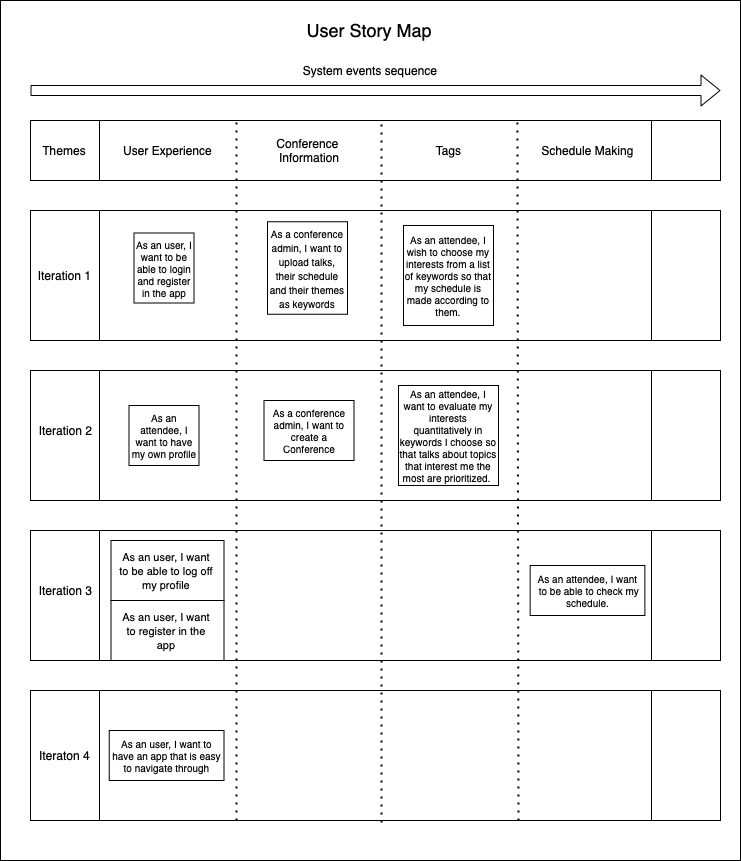 User Story Map
System events sequence
Themes
User Experience
Conference
Information
Tags
Schedule Making
Iteration 1
As an user, I
want to be
able to login
and register
in the app
As a conference
admin, I want to
upload talks,
their schedule
and their themes
as keywords
As an attendee, I
wish to choose my
interests from a list
of keywords so that
my schedule is
made according to
them.
Iteration 2
As an
attendee, I
want to have
my own profile
As a conference
admin, I want to
create a
Conference
As an attendee, I
want to evaluate my
interests
quantitatively in
keywords I choose so
that talks about topics
that interest me the
most are prioritized.
Iteration 3
As an user, I want
to be able to log off
my profile
As an user, I want
to register in the
app
As an attendee, I want
to be able to check my
schedule.
Iteraton 4
As an user, I want to
have an app that is easy
to navigate through